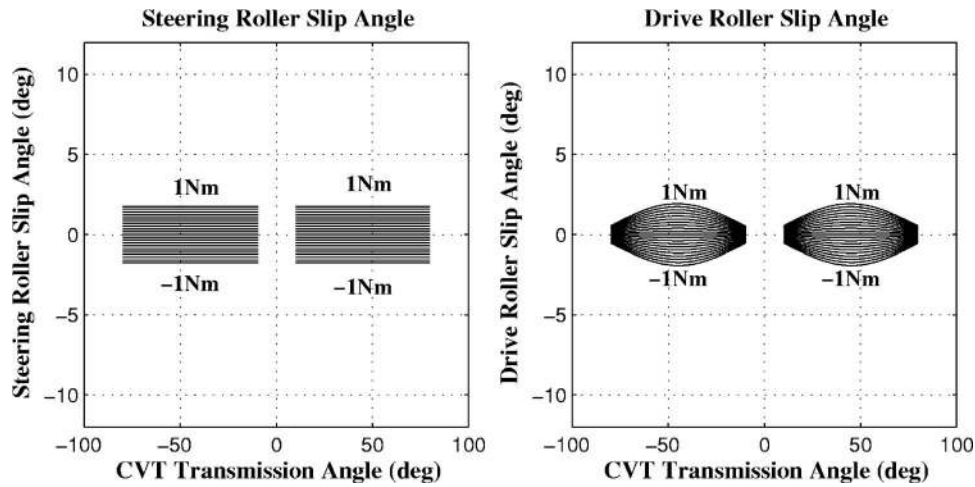 Steering Roller Slip Angle
Steering Roller Slip Angle (deg)
10
5
0
−5
−10
1Nm
1Nm
−1Nm
−1Nm
−100
−50
0
50
100
CVT Transmission Angle (deg)
Drive Roller Slip Angle
Drive Roller Slip Angle (deg)
10
5
0
−5
−10
1Nm
1Nm
−1Nm
−1Nm
−100
−50
0
50
100
CVT Transmission Angle (deg)